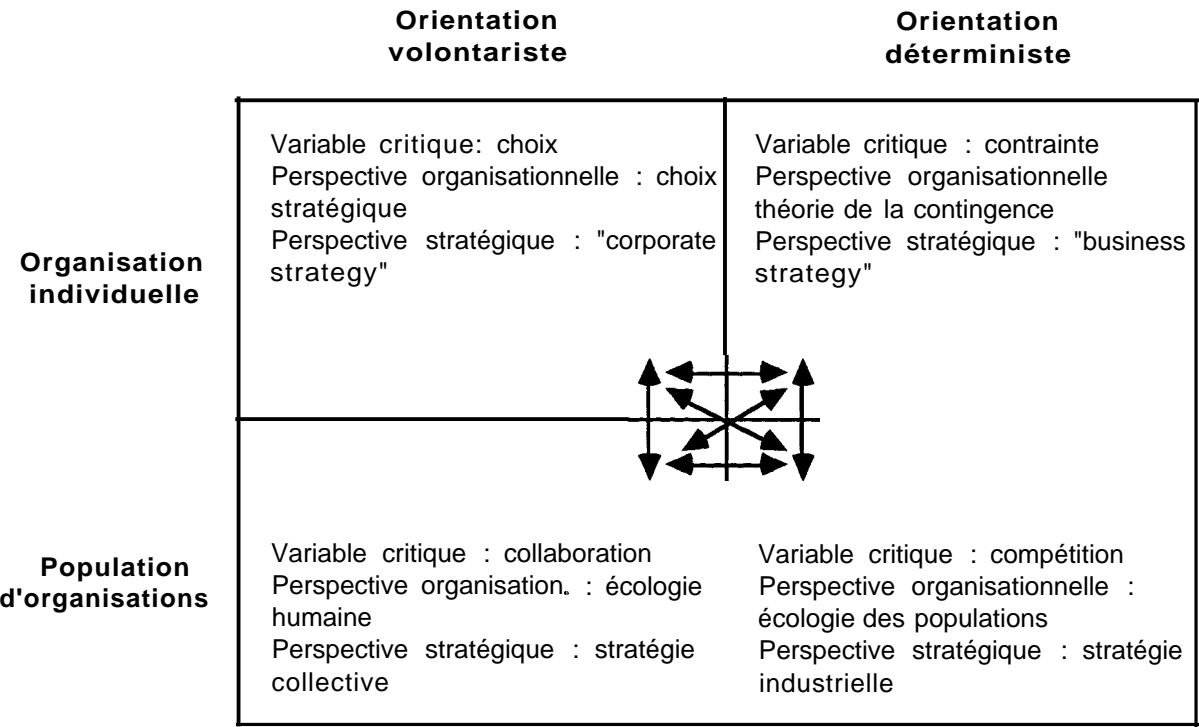 Orientation
volontariste
Orientation
déterministe
Organisation
individuelle
Variable critique: choix
Perspective organisationnelle : choix
stratégique
Perspective stratégique : "corporate
strategy"
Variable critique : contrainte
Perspective organisationnelle
théorie de la contingence
Perspective stratégique : "business
strategy"
Population
d'organisations
Variable critique : collaboration
Perspective organisation. : écologie
humaine
Perspective stratégique : stratégie
collective
Variable critique : compétition
Perspective organisationnelle :
écologie des populations
Perspective stratégique : stratégie
industrielle